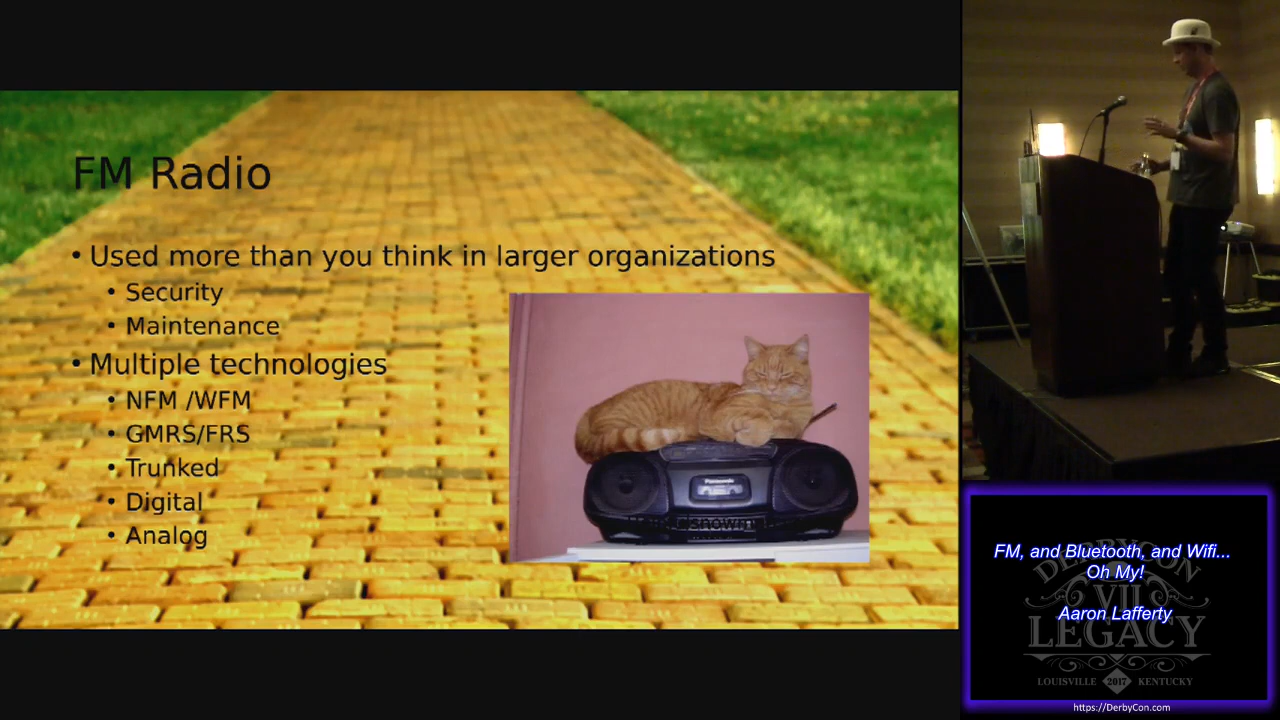 FM Radio
• Used more than you think in larger organizations
• Security
• Maintenance
• Multiple technologies
• NFM /WFM
• GMRS/FRS
• Trunked
• Digital
• Analog
Panasonic
FM, and Bluetooth, and Wifi...
Oh My!
Aaron Lafferty
DERBYCON
VII
LEGACY
LOUISVILLE 2017 KENTUCKY
https://DerbyCon.com